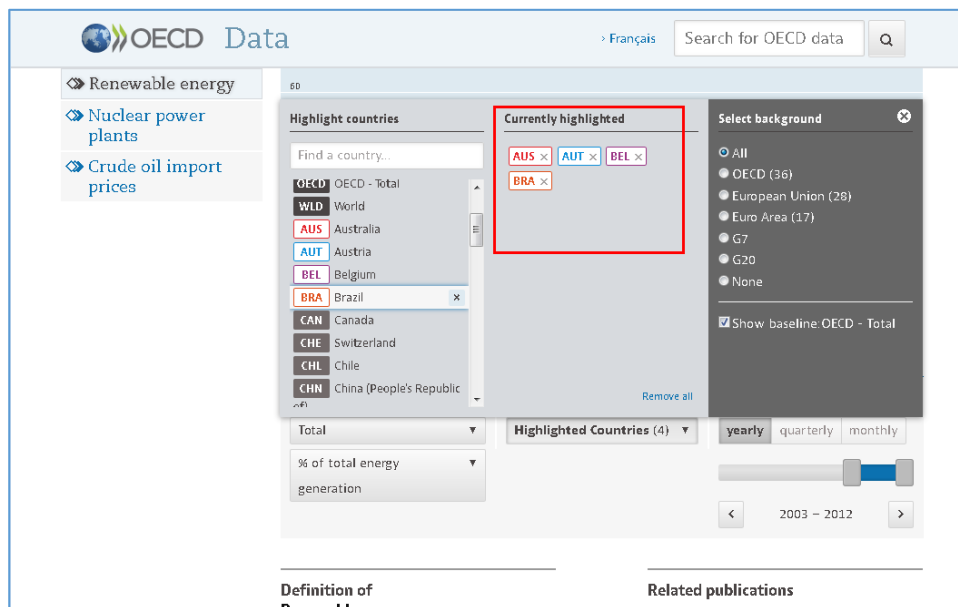 OECD Data
› Français
Search for OECD data
Renewable energy
Nuclear power
plants
Crude oil import
prices
60
Highlight countries
Find a country...
OECD OECD - Total
WLD World
AUS Australia
AUT Austria
BEL Belgium
BRA Brazil ×
CAN Canada
CHE Switzerland
CHL Chile
CHN China (People's Republic
of)
Currently highlighted
AUS × AUT × BEL ×
BRA ×
Remove all
Select background
All
OECD (36)
European Union (28)
Euro Area (17)
G7
G20
None
Show baseline: OECD - Total
Total ▼
% of total energy ▼
generation
Highlighted Countries (4) ▼
yearly quarterly monthly
< 2003 – 2012 >
Definition of
Related publications